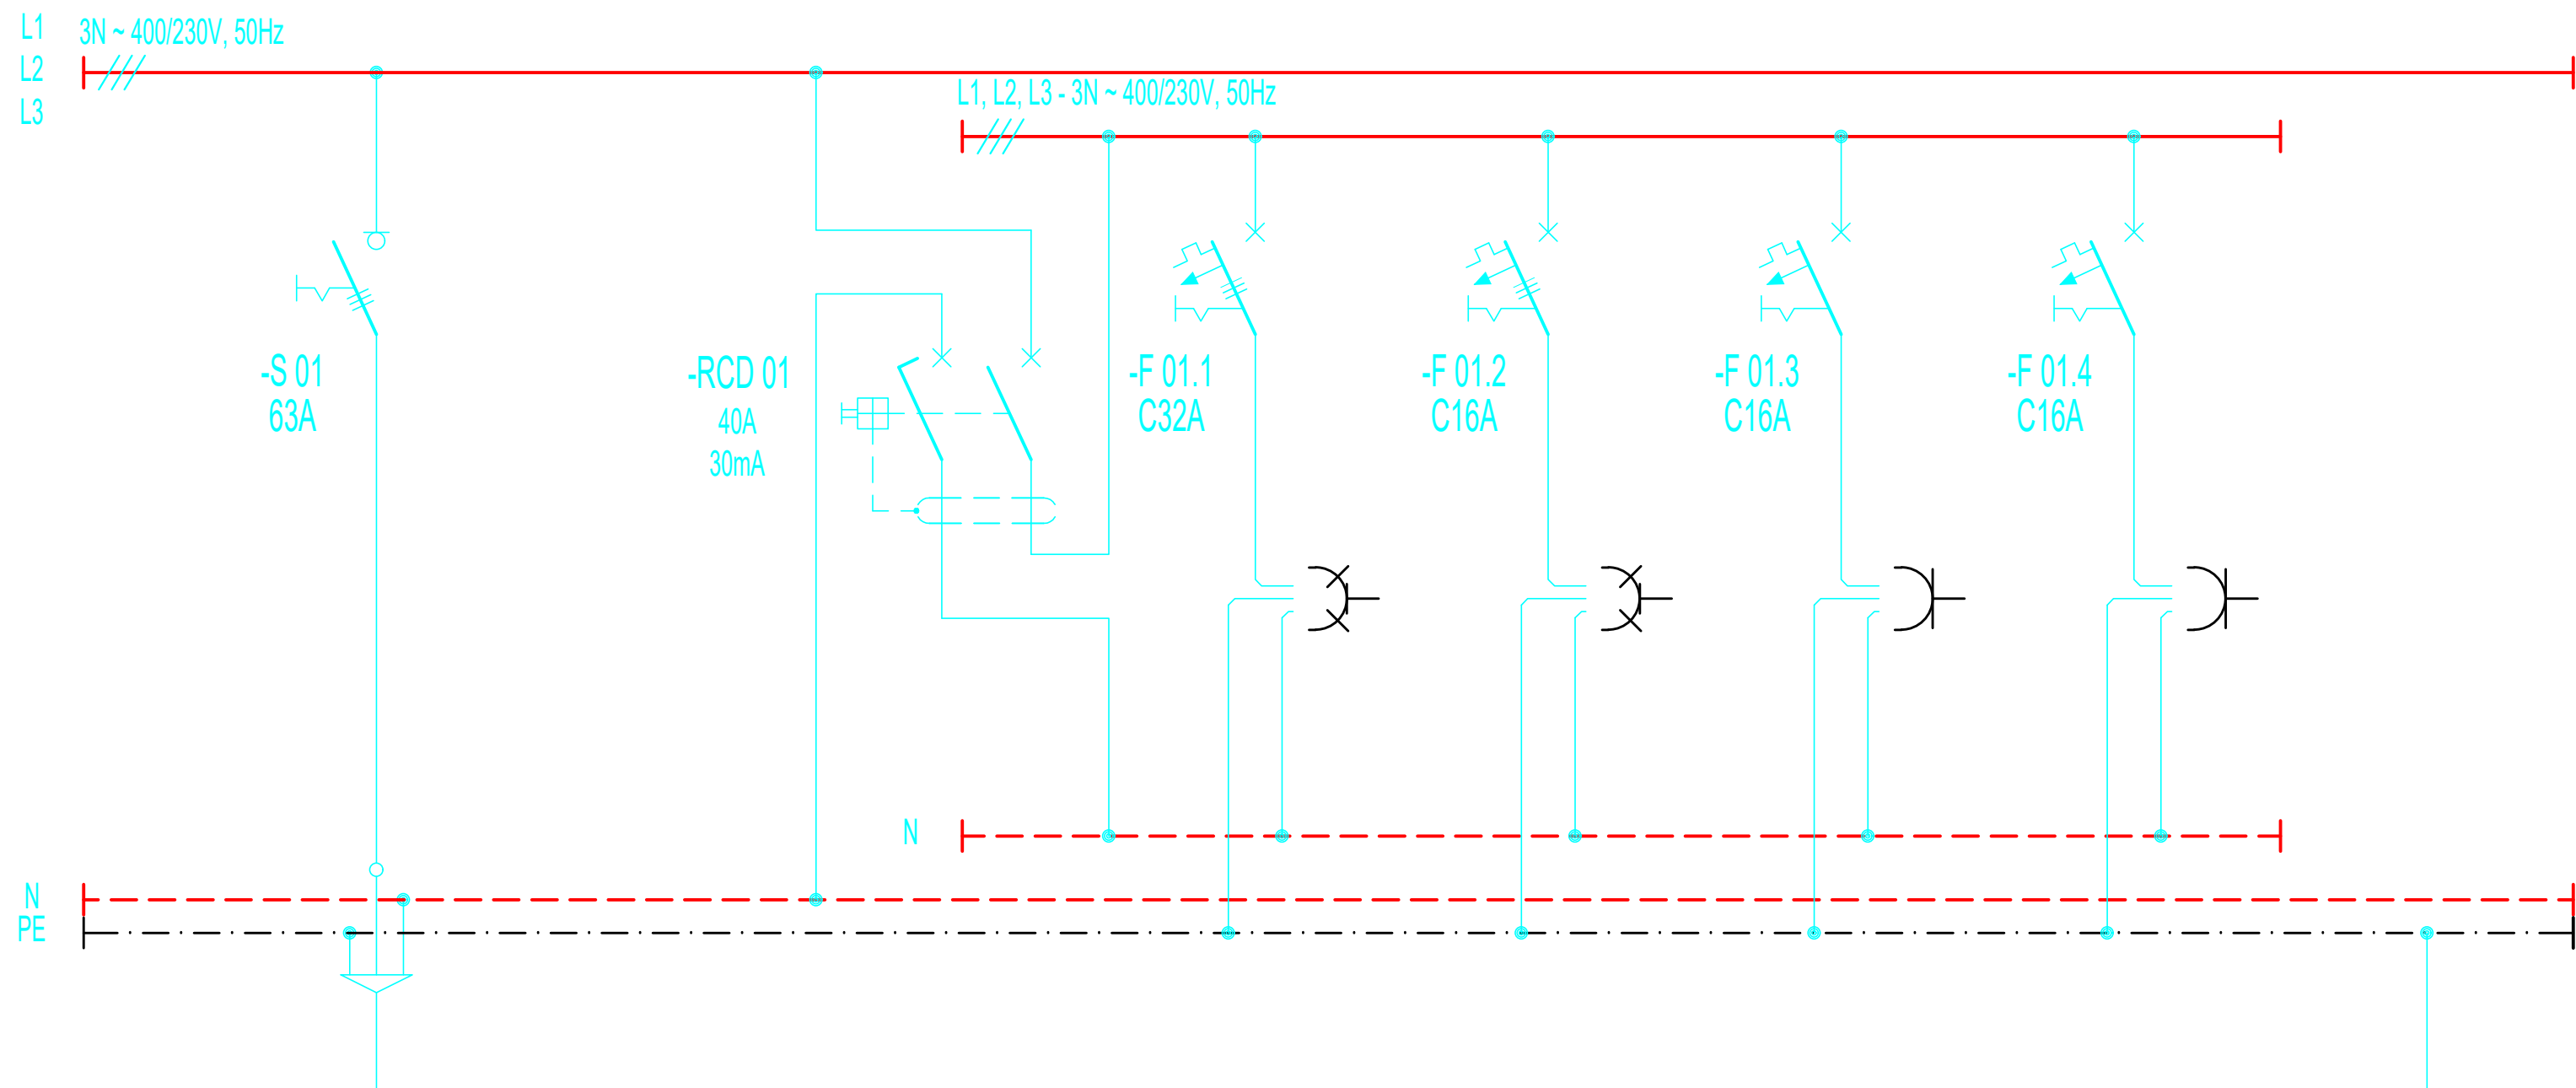 L1
3N ~ 400/230V, 50Hz
L2
L3
L1, L2, L3 - 3N ~ 400/230V, 50Hz
-S 01
63A
-RCD 01
40A
30mA
-F 01.1
C32A
-F 01.2
C16A
-F 01.3
C16A
-F 01.4
C16A
N
N
PE